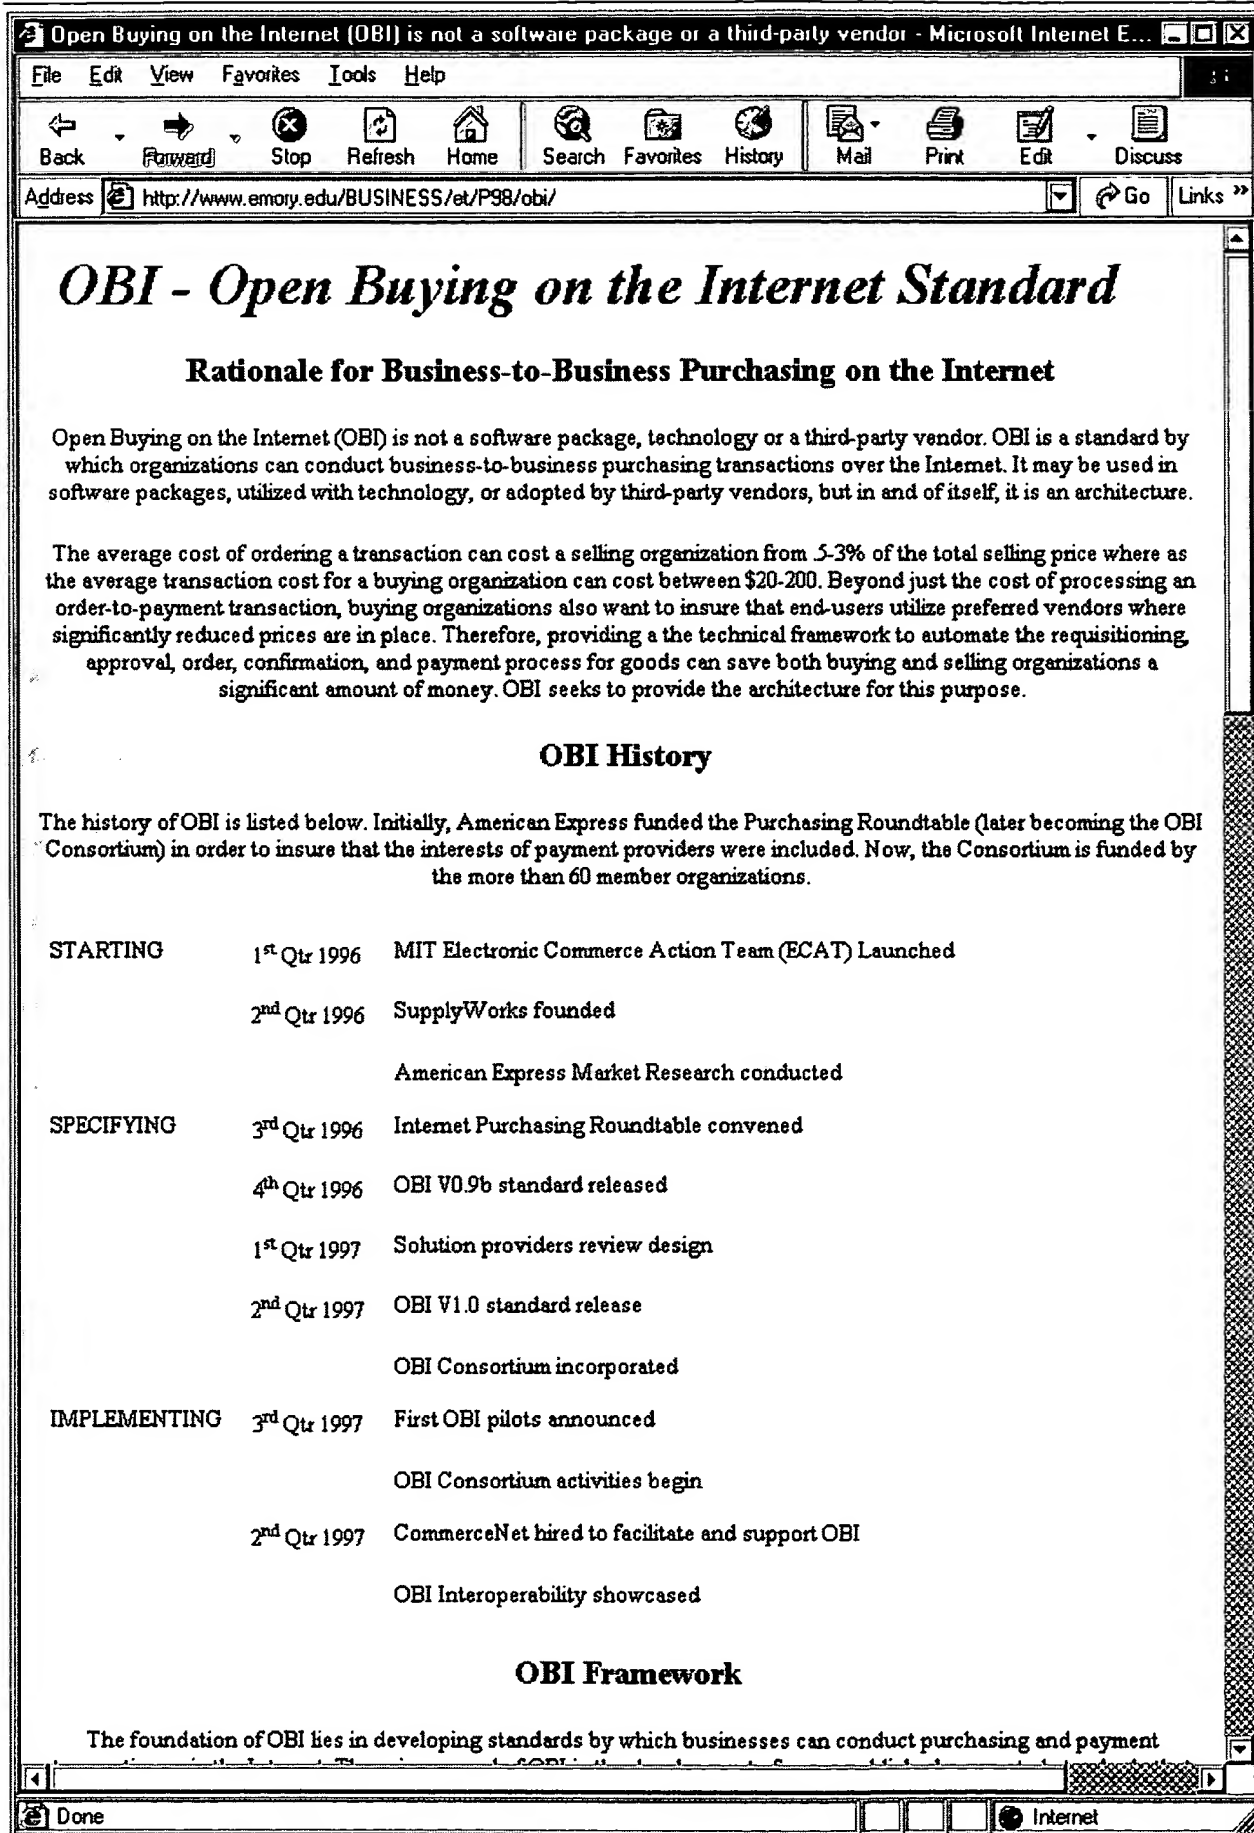 Open Buying on the Internet (OBI) is not a software package or a third-party vendor - Microsoft Internet E...
File Edit View Favorites Tools Help
Back Forward Stop Refresh Home Search Favorites History Mail Print Edit Discuss
Address http://www.emory.edu/BUSINESS/et/P98/obi/ Go Links »
OBI - Open Buying on the Internet Standard
Rationale for Business-to-Business Purchasing on the Internet
Open Buying on the Internet (OBI) is not a software package, technology or a third-party vendor. OBI is a standard by
which organizations can conduct business-to-business purchasing transactions over the Internet. It may be used in
software packages, utilized with technology, or adopted by third-party vendors, but in and of itself, it is an architecture.
The average cost of ordering a transaction can cost a selling organization from .5-3% of the total selling price where as
the average transaction cost for a buying organization can cost between $20-200. Beyond just the cost of processing an
order-to-payment transaction, buying organizations also want to insure that end-users utilize preferred vendors where
significantly reduced prices are in place. Therefore, providing a the technical framework to automate the requisitioning,
approval, order, confirmation, and payment process for goods can save both buying and selling organizations a
significant amount of money. OBI seeks to provide the architecture for this purpose.
OBI History
The history of OBI is listed below. Initially, American Express funded the Purchasing Roundtable (later becoming the OBI
Consortium) in order to insure that the interests of payment providers were included. Now, the Consortium is funded by
the more than 60 member organizations.
STARTING 1st Qtr 1996 MIT Electronic Commerce Action Team (ECAT) Launched
2nd Qtr 1996 SupplyWorks founded
American Express Market Research conducted
SPECIFYING 3rd Qtr 1996 Internet Purchasing Roundtable convened
4th Qtr 1996 OBI V0.9b standard released
1st Qtr 1997 Solution providers review design
2nd Qtr 1997 OBI V1.0 standard release
OBI Consortium incorporated
IMPLEMENTING 3rd Qtr 1997 First OBI pilots announced
OBI Consortium activities begin
2nd Qtr 1997 CommerceNet hired to facilitate and support OBI
OBI Interoperability showcased
OBI Framework
The foundation of OBI lies in developing standards by which businesses can conduct purchasing and payment
Done Internet